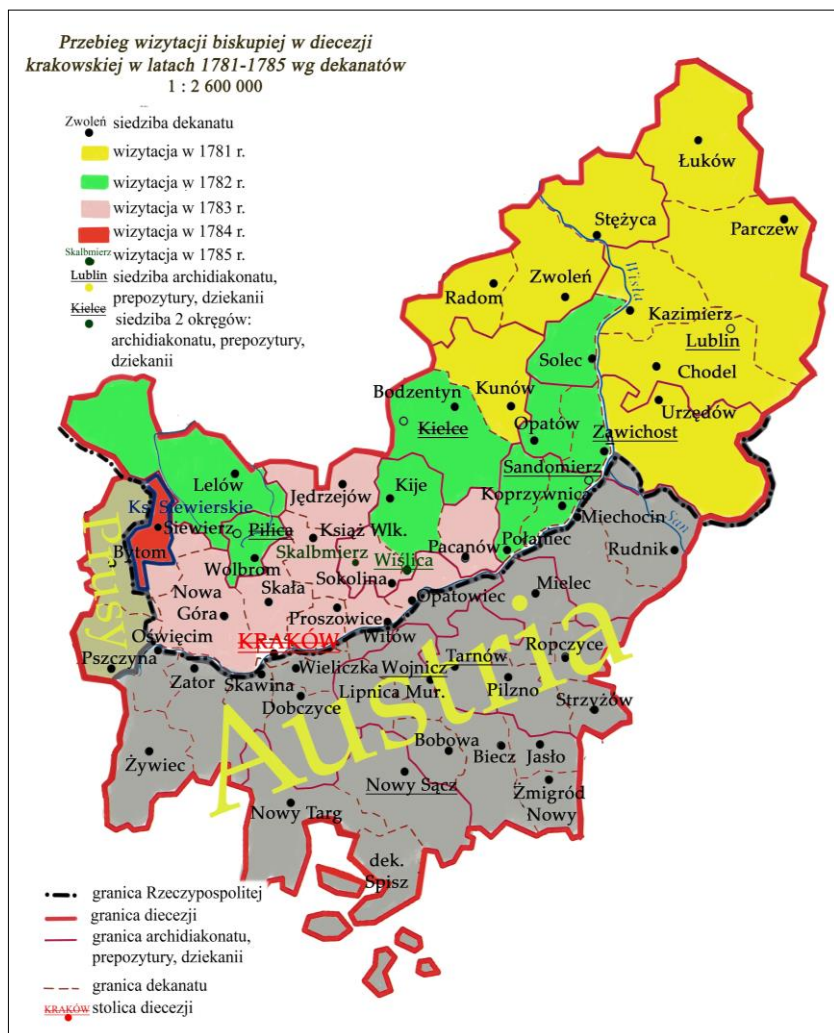 Przebieg wizytacji biskupiej w diecezji
krakowskiej w latach 1781-1785 wg dekanatów
1 : 2 600 000
Zwoleń siedziba dekanatu
wizytacja w 1781 r.
wizytacja w 1782 r.
wizytacja w 1783 r.
wizytacja w 1784 r.
Skalbmierz wizytacja w 1785 r.
Lublin siedziba archidiakonatu,
prepozytury, dziekanii
Kielce siedziba 2 okręgów:
archidiakonatu, prepozytury,
dziekanii
Łuków
Stężyca
Parczew
Wisła
Radom
Zwoleń
Kazimierz
Lublin
Solec
Chodel
Bodzentyn
Kunów
Urzędów
Kielce
Opatów
Zawichost
Lelów
Sandomierz
Jędrzejów
Kije
Koprzywnica
Ks. Siewierskie
Siewierz
Pilica
Książ Wlk.
Miechocin
San
Prusy
Bytom
Skalbmierz
Wiślica
Pacanów
Połaniec
Rudnik
Wolbrom
Sokolina
Nowa
Góra
Skała
Opatowiec
Mielec
Proszowice
Witów
Oświęcim
KRAKÓW
Ropczyce
Pszczyna
Zator
Skawina
Wieliczka
Wojnicz
Tarnów
Lipnica Mur.
Pilzno
Dobczyce
Strzyżów
Austria
Żywiec
Bobowa
Biecz
Jasło
Nowy Sącz
Żmigród
Nowy
Nowy Targ
dek.
Spisz
granica Rzeczypospolitej
granica diecezji
granica archidiakonatu,
prepozytury, dziekanii
granica dekanatu
KRAKÓW stolica diecezji